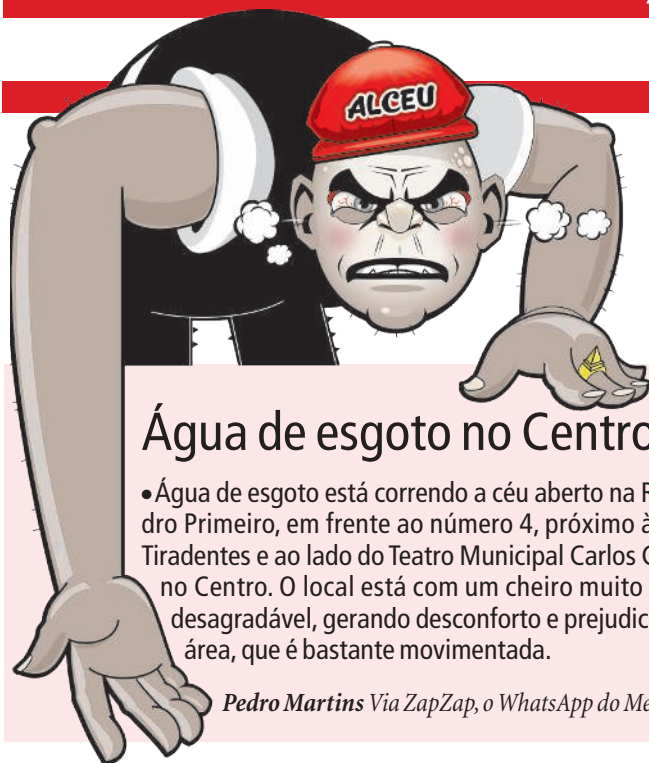 ALCEU
Água de esgoto no Centro
•Água de esgoto está correndo a céu aberto na
dro Primeiro, em frente ao número 4, próximo à
Tiradentes e ao lado do Teatro Municipal Carlos
no Centro. O local está com um cheiro muito
desagradável, gerando desconforto e prejudic
área, que é bastante movimentada.
Pedro Martins Via ZapZap, o WhatsApp do Me